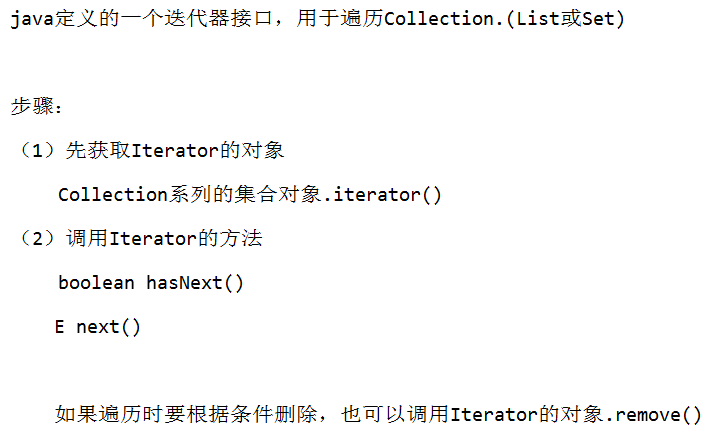 java定义的一个迭代器接口，用于遍历Collection.(List或Set)
步骤：
（1）先获取Iterator的对象
Collection系列的集合对象.iterator()
（2）调用Iterator的方法
boolean hasNext()
E next()
如果遍历时要根据条件删除，也可以调用Iterator的对象.remove()